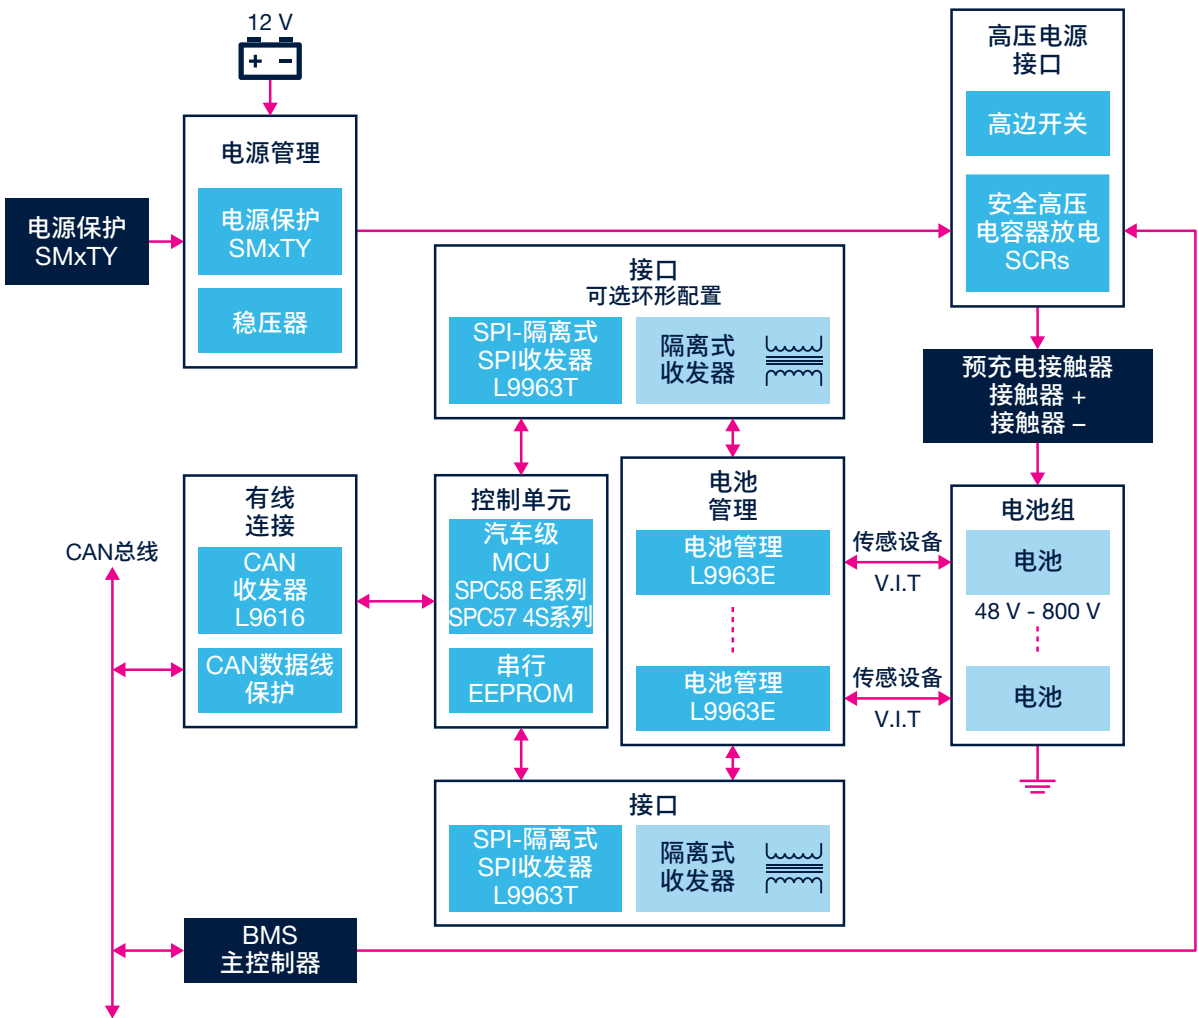 12 V
电源管理
电源保护
SMxTY
稳压器
电源保护
SMxTY
高压电源
接口
高边开关
安全高压
电容器放电
SCRs
接口
可选环形配置
SPI-隔离式
SPI收发器
L9963T
隔离式
收发器
预充电接触器
接触器 +
接触器 –
有线
连接
CAN
收发器
L9616
CAN数据线
保护
CAN总线
控制单元
汽车级
MCU
SPC58 E系列
SPC57 4S系列
串行
EEPROM
电池
管理
电池管理
L9963E
电池管理
L9963E
传感设备
V.I.T
传感设备
V.I.T
电池组
电池
48 V - 800 V
电池
接口
SPI-隔离式
SPI收发器
L9963T
隔离式
收发器
BMS
主控制器